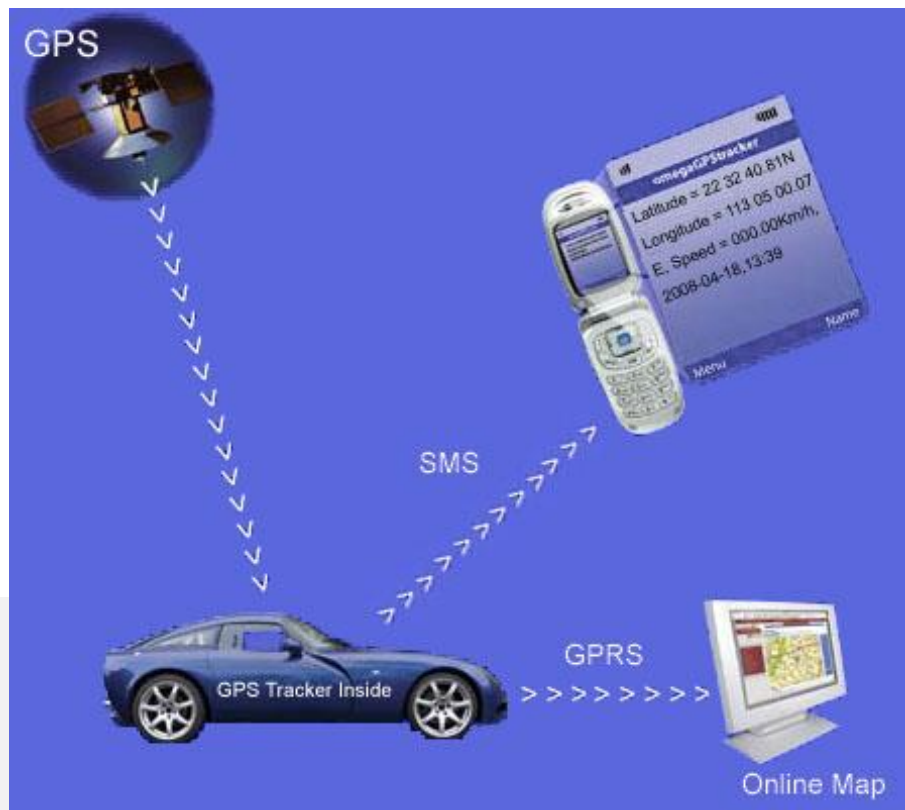 GPS
omegaGPStracker
Latitude = 22 32 40.81N
Longitude = 113 05 00.07
E, Speed = 000.00Km/h,
2008-04-18,13:39
Menu Name
SMS
GPRS
GPS Tracker Inside
Online Map